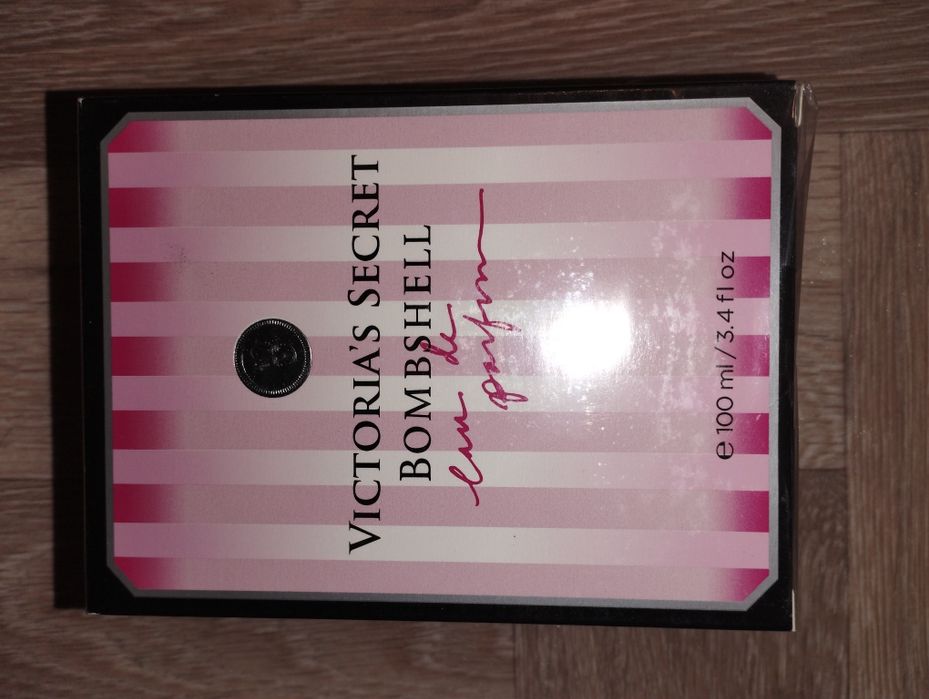 VICTORIA'S SECRET
BOMBSHELL
eau de
parfum
e 100 ml / 3.4 fl oz